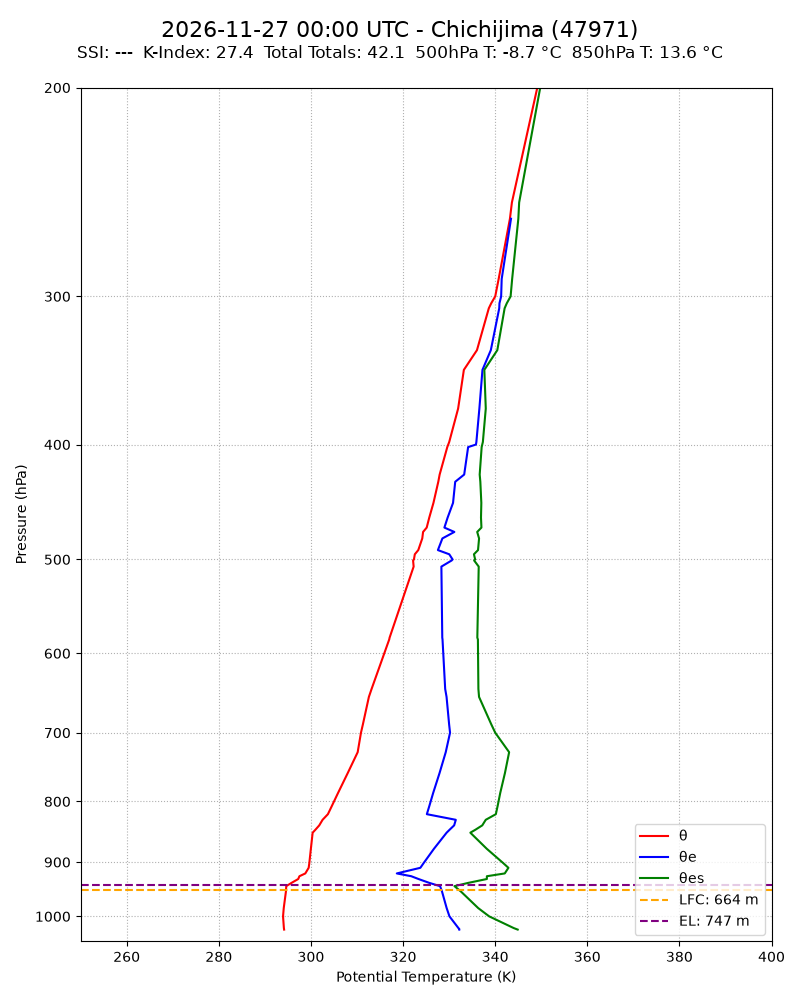 2026-11-27 00:00 UTC - Chichijima (47971)
SSI: ---  K-Index: 27.4  Total Totals: 42.1  500hPa T: -8.7 °C  850hPa T: 13.6 °C
200
300
400
500
600
700
800
900
1000
Pressure (hPa)
260
280
300
320
340
360
380
400
Potential Temperature (K)
θ
θe
θes
LFC: 664 m
EL: 747 m